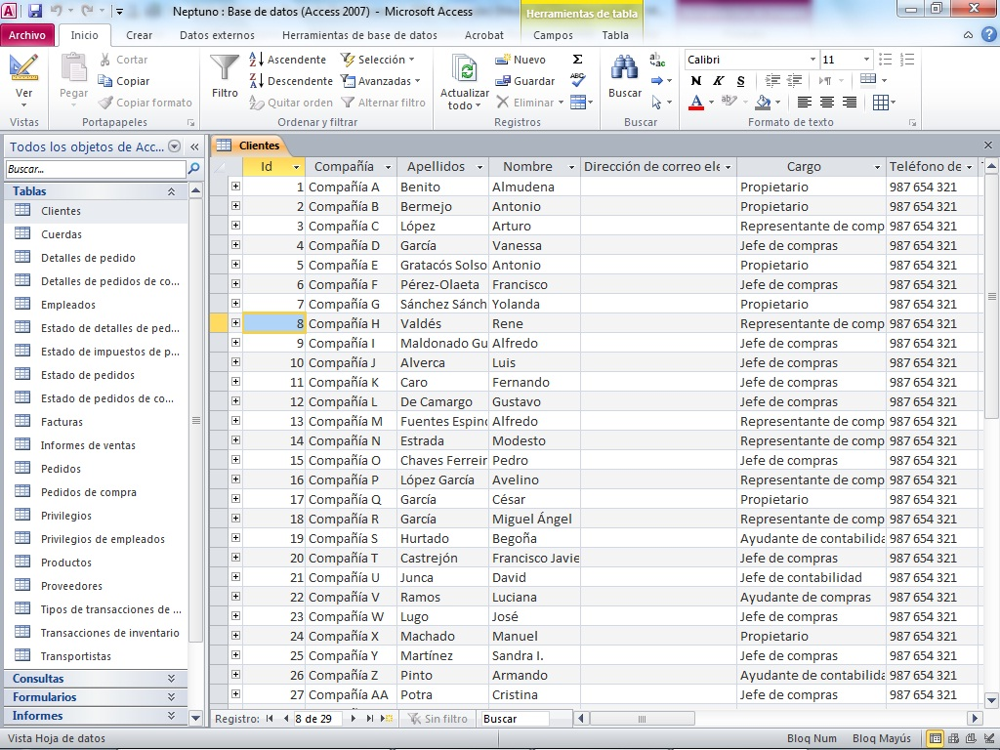 Neptuno : Base de datos (Access 2007) - Microsoft Access
Herramientas de tabla
Archivo Inicio Crear Datos externos Herramientas de base de datos Acrobat Campos Tabla
Ver
Pegar
Cortar
Copiar
Copiar formato
Filtro
Ascendente
Descendente
Quitar orden
Selección
Avanzadas
Alternar filtro
Actualizar todo
Nuevo
Guardar
Eliminar
Buscar
Calibri 11
N K S
Vistas Portapapeles Ordenar y filtrar Registros Buscar Formato de texto
Todos los objetos de Acc...
Buscar...
Tablas
Clientes
Cuerdas
Detalles de pedido
Detalles de pedidos de co...
Empleados
Estado de detalles de ped...
Estado de impuestos de p...
Estado de pedidos
Estado de pedidos de co...
Facturas
Informes de ventas
Pedidos
Pedidos de compra
Privilegios
Privilegios de empleados
Productos
Proveedores
Tipos de transacciones de ...
Transacciones de inventario
Transportistas
Consultas
Formularios
Informes
Clientes
Id Compañía Apellidos Nombre Dirección de correo ele Cargo Teléfono de
1 Compañía A Benito Almudena Propietario 987 654 321
2 Compañía B Bermejo Antonio Propietario 987 654 321
3 Compañía C López Arturo Representante de comp 987 654 321
4 Compañía D García Vanessa Jefe de compras 987 654 321
5 Compañía E Gratacós Solso Antonio Propietario 987 654 321
6 Compañía F Pérez-Olaeta Francisco Jefe de compras 987 654 321
7 Compañía G Sánchez Sánch Yolanda Propietario 987 654 321
8 Compañía H Valdés Rene Representante de comp 987 654 321
9 Compañía I Maldonado Gu Alfredo Jefe de compras 987 654 321
10 Compañía J Alverca Luis Jefe de compras 987 654 321
11 Compañía K Caro Fernando Jefe de compras 987 654 321
12 Compañía L De Camargo Gustavo Jefe de compras 987 654 321
13 Compañía M Fuentes Espino Alfredo Representante de comp 987 654 321
14 Compañía N Estrada Modesto Representante de comp 987 654 321
15 Compañía O Chaves Ferreir Pedro Jefe de compras 987 654 321
16 Compañía P López García Avelino Representante de comp 987 654 321
17 Compañía Q García César Propietario 987 654 321
18 Compañía R García Miguel Ángel Representante de comp 987 654 321
19 Compañía S Hurtado Begoña Ayudante de contabilida 987 654 321
20 Compañía T Castrejón Francisco Javie Jefe de compras 987 654 321
21 Compañía U Junca David Jefe de contabilidad 987 654 321
22 Compañía V Ramos Luciana Ayudante de compras 987 654 321
23 Compañía W Lugo José Jefe de compras 987 654 321
24 Compañía X Machado Manuel Propietario 987 654 321
25 Compañía Y Martínez Sandra I. Jefe de compras 987 654 321
26 Compañía Z Pinto Armando Ayudante de contabilida 987 654 321
27 Compañía AA Potra Cristina Jefe de compras 987 654 321
Registro: 8 de 29 Sin filtro Buscar
Vista Hoja de datos Bloq Num Bloq Mayús